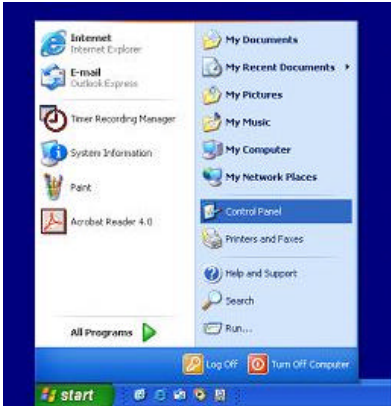 Internet
Internet Explorer
E-mail
Outlook Express
Timer Recording Manager
System Information
Paint
Acrobat Reader 4.0
All Programs
My Documents
My Recent Documents
My Pictures
My Music
My Computer
My Network Places
Control Panel
Printers and Faxes
Help and Support
Search
Run...
Log Off
Turn Off Computer
start